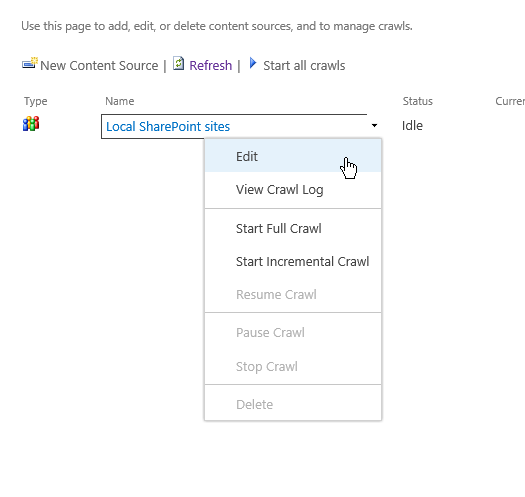 Use this page to add, edit, or delete content sources, and to manage crawls.
New Content Source | Refresh | Start all crawls
Type Name Status Curren
Local SharePoint sites Idle
Edit
View Crawl Log
Start Full Crawl
Start Incremental Crawl
Resume Crawl
Pause Crawl
Stop Crawl
Delete